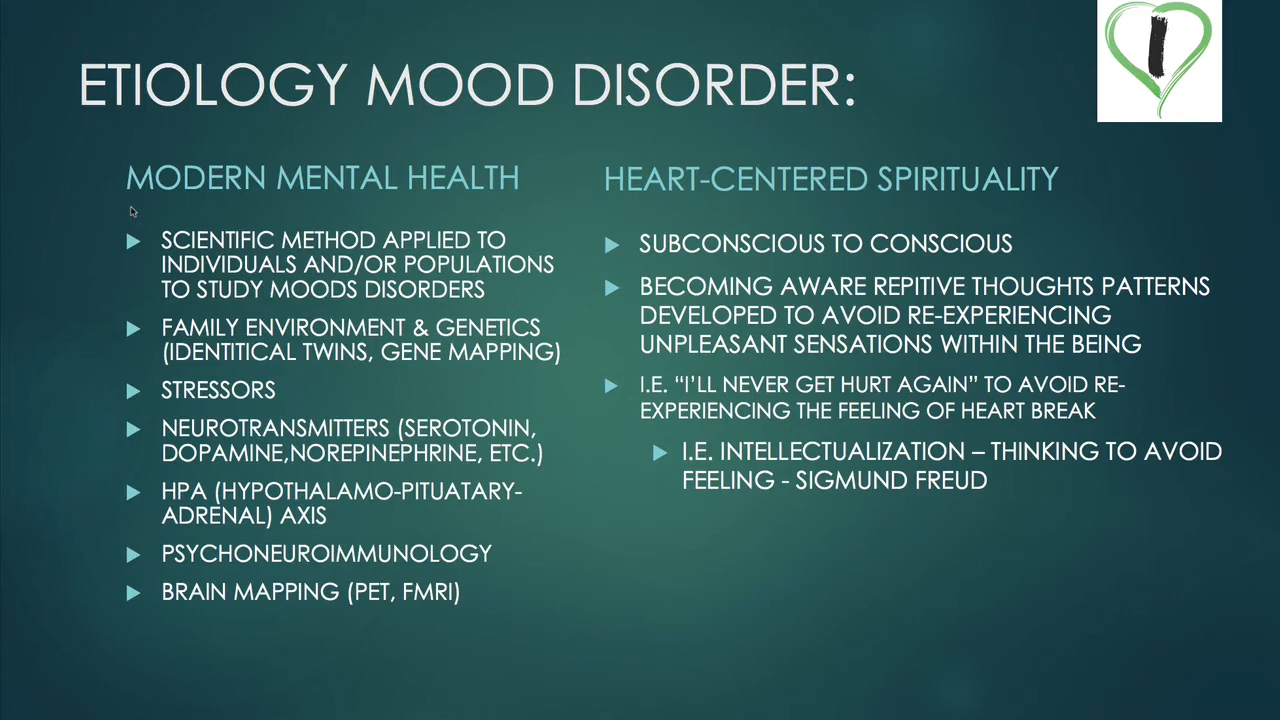 ETIOLOGY MOOD DISORDER:
I
MODERN MENTAL HEALTH
SCIENTIFIC METHOD APPLIED TO
INDIVIDUALS AND/OR POPULATIONS
TO STUDY MOODS DISORDERS
FAMILY ENVIRONMENT & GENETICS
(IDENTITICAL TWINS, GENE MAPPING)
STRESSORS
NEUROTRANSMITTERS (SEROTONIN,
DOPAMINE,NOREPINEPHRINE, ETC.)
HPA (HYPOTHALAMO-PITUATARY-
ADRENAL) AXIS
PSYCHONEUROIMMUNOLOGY
BRAIN MAPPING (PET, FMRI)
HEART-CENTERED SPIRITUALITY
SUBCONSCIOUS TO CONSCIOUS
BECOMING AWARE REPITIVE THOUGHTS PATTERNS
DEVELOPED TO AVOID RE-EXPERIENCING
UNPLEASANT SENSATIONS WITHIN THE BEING
I.E. “I’LL NEVER GET HURT AGAIN” TO AVOID RE-
EXPERIENCING THE FEELING OF HEART BREAK
I.E. INTELLECTUALIZATION – THINKING TO AVOID
FEELING - SIGMUND FREUD